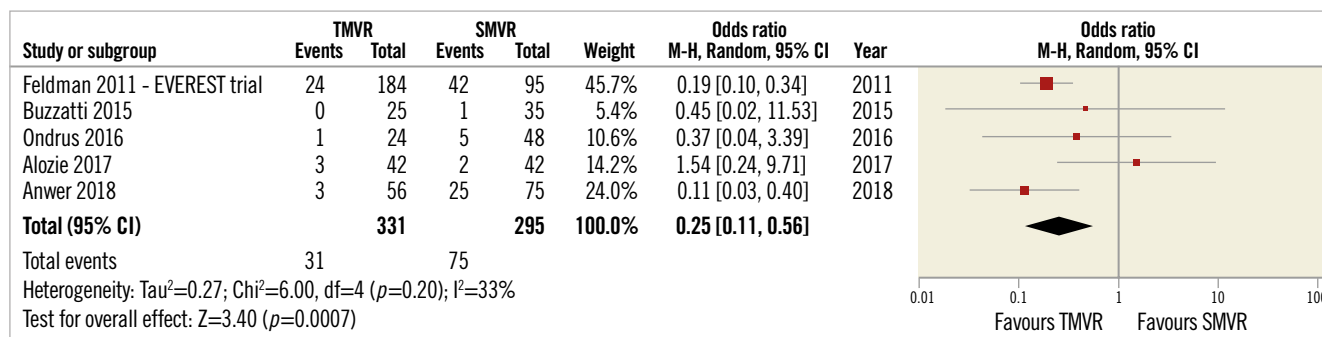 TMVR SMVR Odds ratio Odds ratio
Study or subgroup Events Total Events Total Weight M-H, Random, 95% CI Year M-H, Random, 95% CI
Feldman 2011 - EVEREST trial 24 184 42 95 45.7% 0.19 [0.10, 0.34] 2011
Buzzatti 2015 0 25 1 35 5.4% 0.45 [0.02, 11.53] 2015
Ondrus 2016 1 24 5 48 10.6% 0.37 [0.04, 3.39] 2016
Alozie 2017 3 42 2 42 14.2% 1.54 [0.24, 9.71] 2017
Anwer 2018 3 56 25 75 24.0% 0.11 [0.03, 0.40] 2018
Total (95% CI) 331 295 100.0% 0.25 [0.11, 0.56]
Total events 31 75
Heterogeneity: Tau²=0.27; Chi²=6.00, df=4 (p=0.20); I²=33%
Test for overall effect: Z=3.40 (p=0.0007)
0.01 0.1 1 10 100
Favours TMVR Favours SMVR